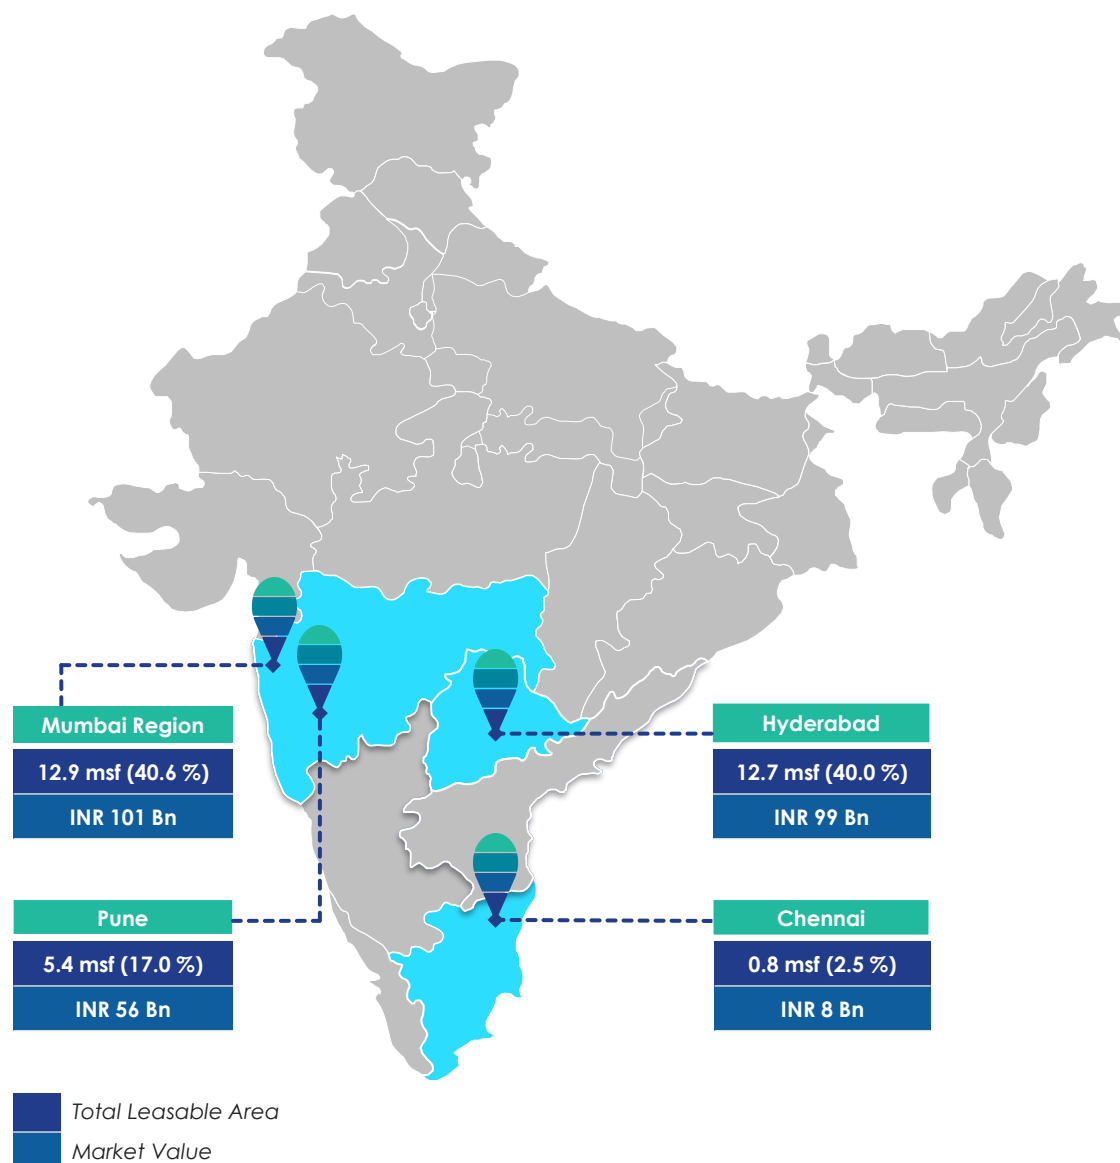 Mumbai Region
12.9 msf (40.6 %)
INR 101 Bn
Hyderabad
12.7 msf (40.0 %)
INR 99 Bn
Pune
5.4 msf (17.0 %)
INR 56 Bn
Chennai
0.8 msf (2.5 %)
INR 8 Bn
Total Leasable Area
Market Value